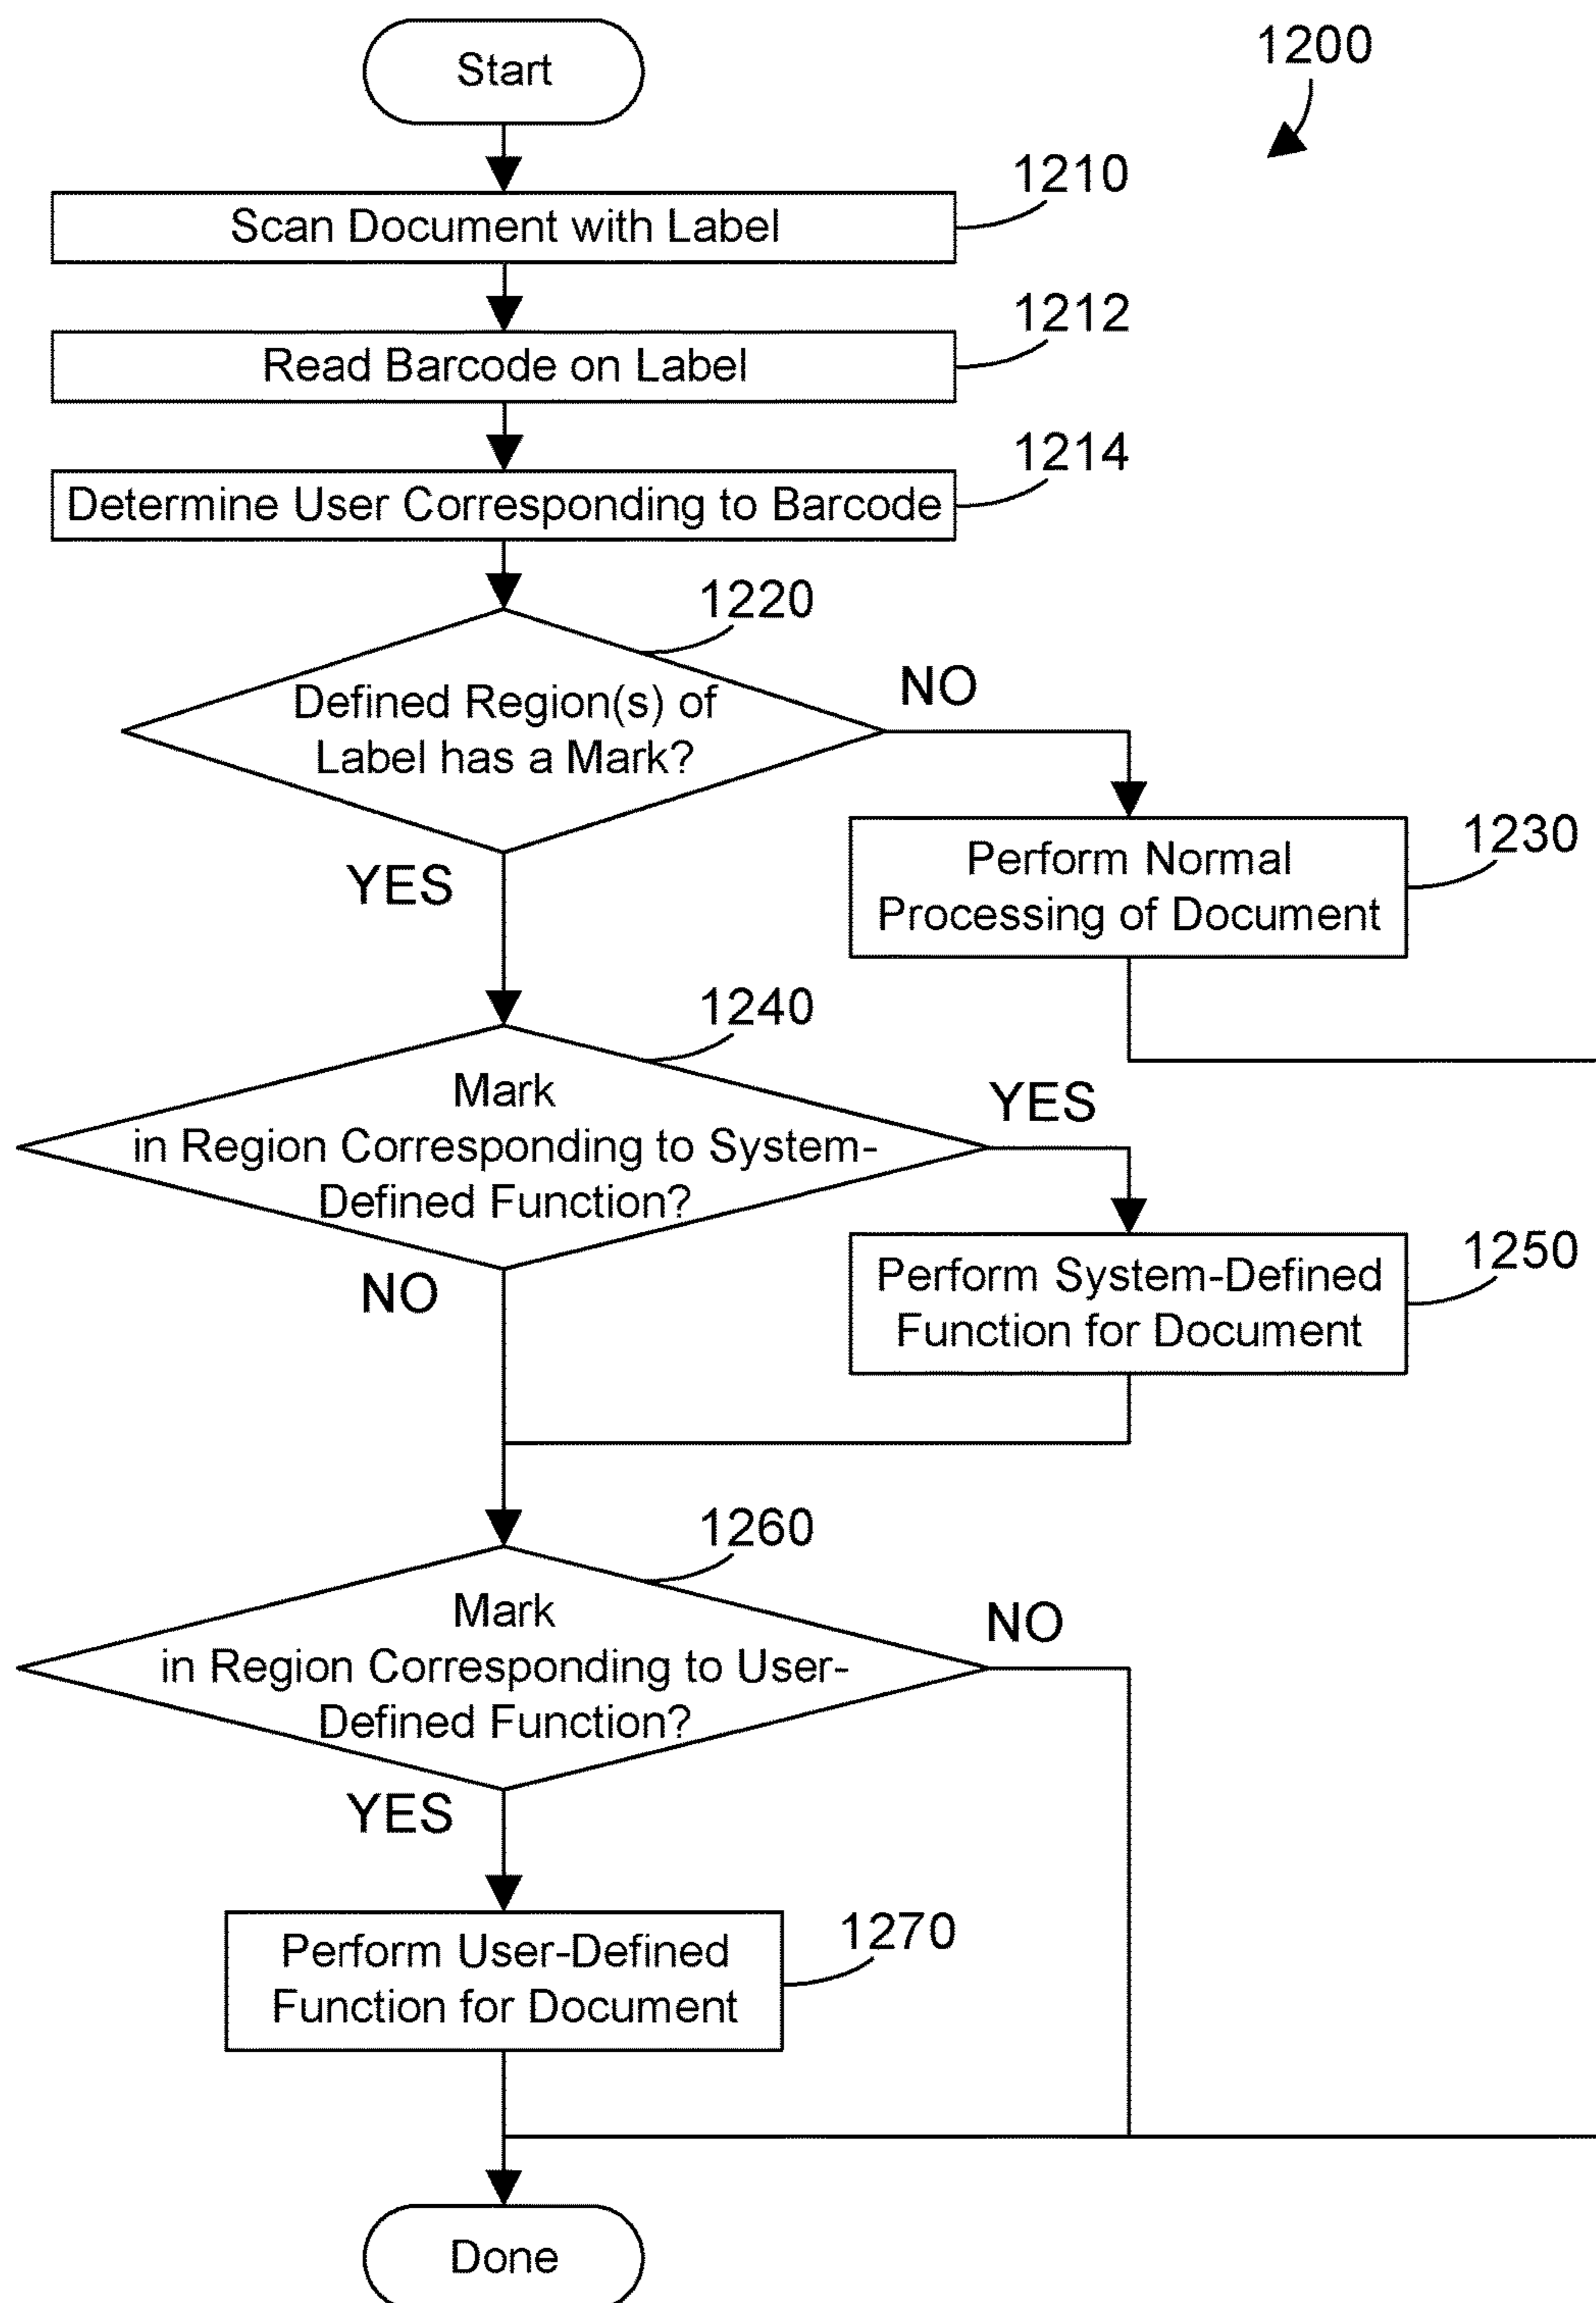 Start
1200
1210
Scan Document with Label
1212
Read Barcode on Label
1214
Determine User Corresponding to Barcode
1220
Defined Region(s) of
Label has a Mark?
NO
YES
1230
Perform Normal
Processing of Document
1240
Mark
in Region Corresponding to System-
Defined Function?
YES
NO
1250
Perform System-Defined
Function for Document
1260
Mark
in Region Corresponding to User-
Defined Function?
NO
YES
1270
Perform User-Defined
Function for Document
Done